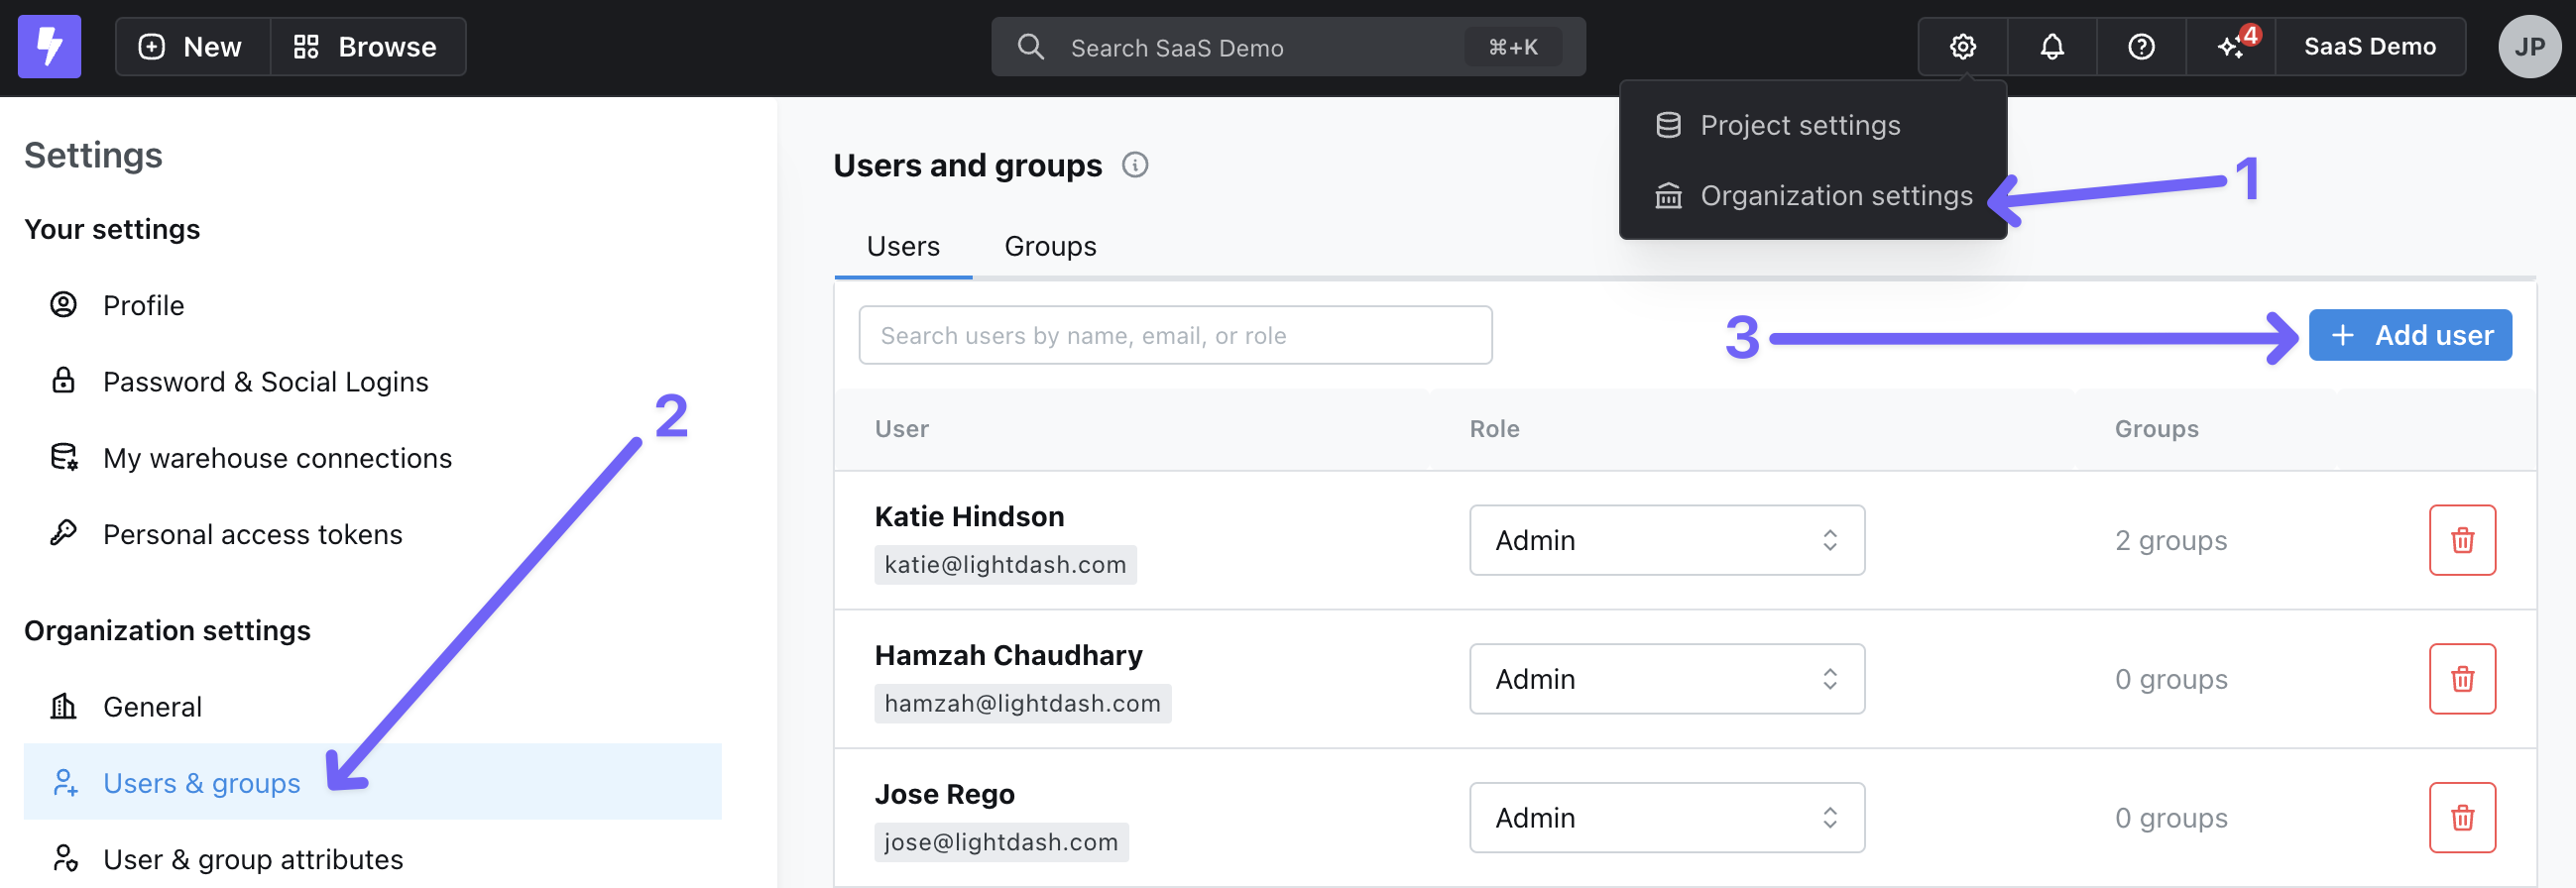 New
Browse
Search SaaS Demo
⌘+K
4
SaaS Demo
JP
Project settings
Organization settings
1
Settings
Your settings
Profile
Password & Social Logins
My warehouse connections
Personal access tokens
2
Organization settings
General
Users & groups
User & group attributes
Users and groups
Users
Groups
Search users by name, email, or role
3
Add user
User
Role
Groups
Katie Hindson
katie@lightdash.com
Admin
2 groups
Hamzah Chaudhary
hamzah@lightdash.com
Admin
0 groups
Jose Rego
jose@lightdash.com
Admin
0 groups